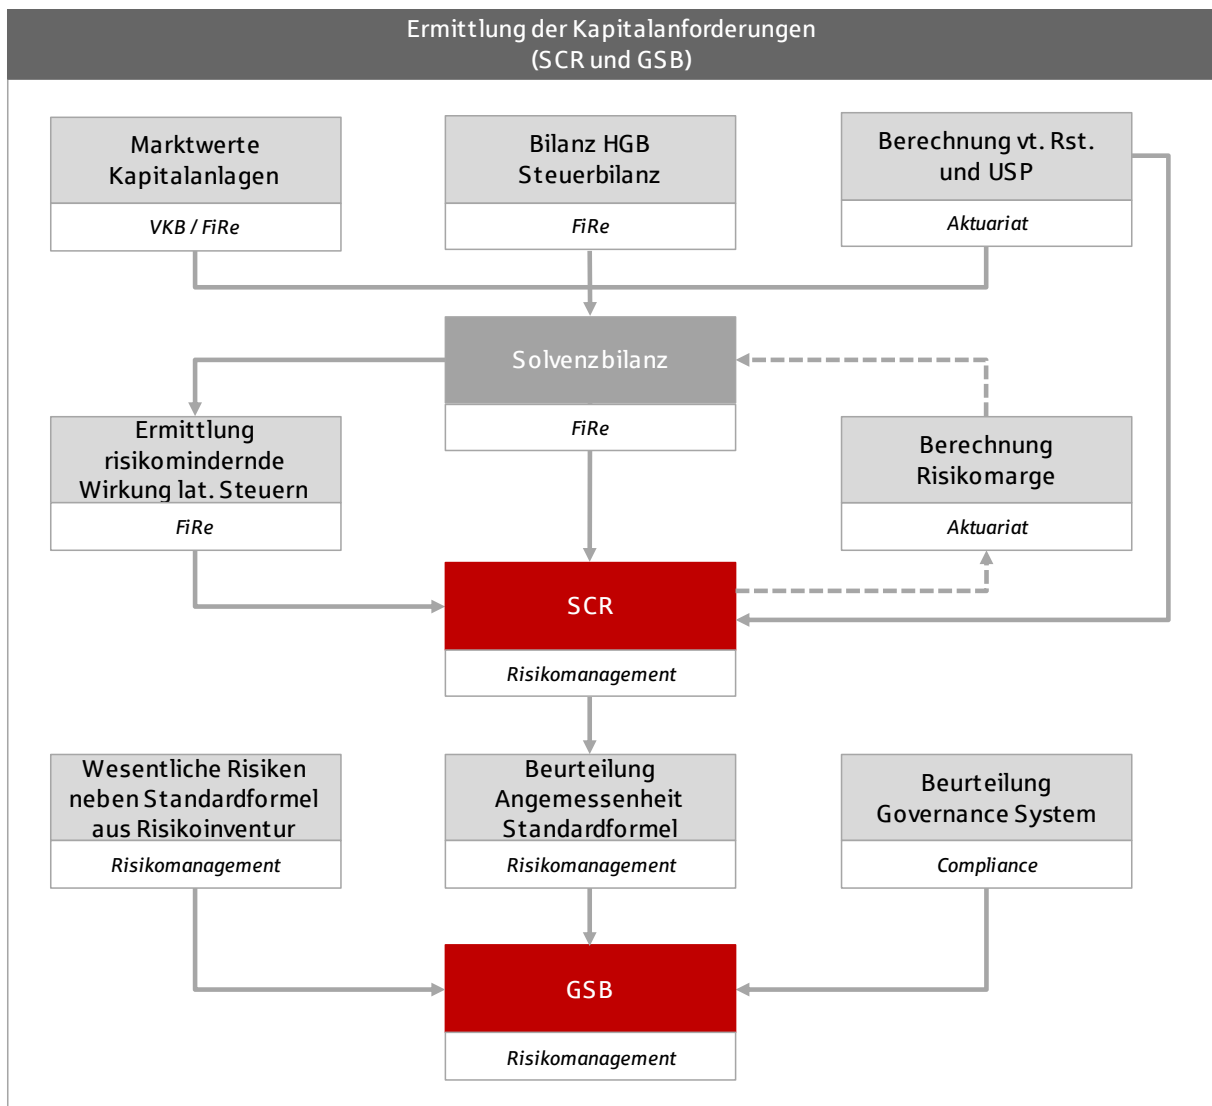 Ermittlung der Kapitalanforderungen
(SCR und GSB)
Marktwerte
Kapitalanlagen
VKB / FiRe
Bilanz HGB
Steuerbilanz
FiRe
Berechnung vt. Rst.
und USP
Aktuariat
Solvenzbilanz
FiRe
Ermittlung
risikomindernde
Wirkung lat. Steuern
FiRe
Berechnung
Risikomarge
Aktuariat
SCR
Risikomanagement
Wesentliche Risiken
neben Standardformel
aus Risikoinventur
Risikomanagement
Beurteilung
Angemessenheit
Standardformel
Risikomanagement
Beurteilung
Governance System
Compliance
GSB
Risikomanagement